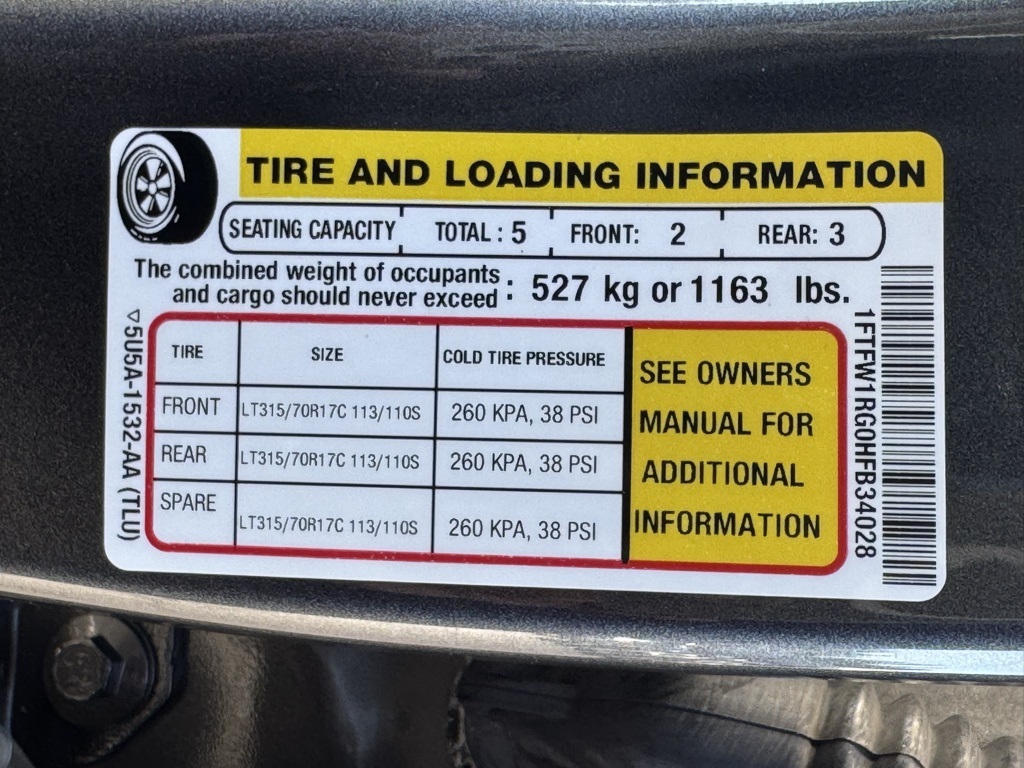 TIRE AND LOADING INFORMATION
SEATING CAPACITY TOTAL : 5 FRONT: 2 REAR: 3
The combined weight of occupants
and cargo should never exceed : 527 kg or 1163 lbs.
TIRE SIZE COLD TIRE PRESSURE
FRONT LT315/70R17C 113/110S 260 KPA, 38 PSI
REAR LT315/70R17C 113/110S 260 KPA, 38 PSI
SPARE LT315/70R17C 113/110S 260 KPA, 38 PSI
SEE OWNERS
MANUAL FOR
ADDITIONAL
INFORMATION
▽5U5A-1532-AA (TLU)
1FTFW1RG0HFB34028